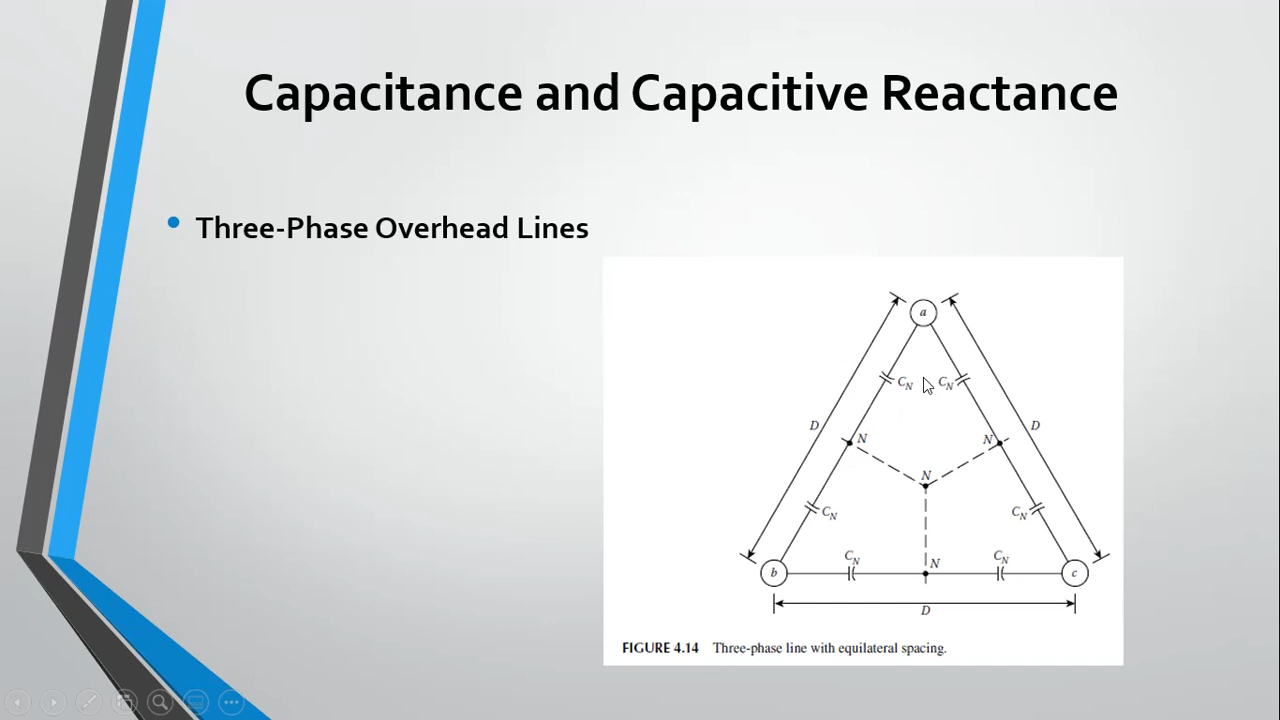 Capacitance and Capacitive Reactance
• Three-Phase Overhead Lines
a
C_N C_N
D D
N N
N
C_N C_N
C_N N C_N
b c
D
FIGURE 4.14 Three-phase line with equilateral spacing.